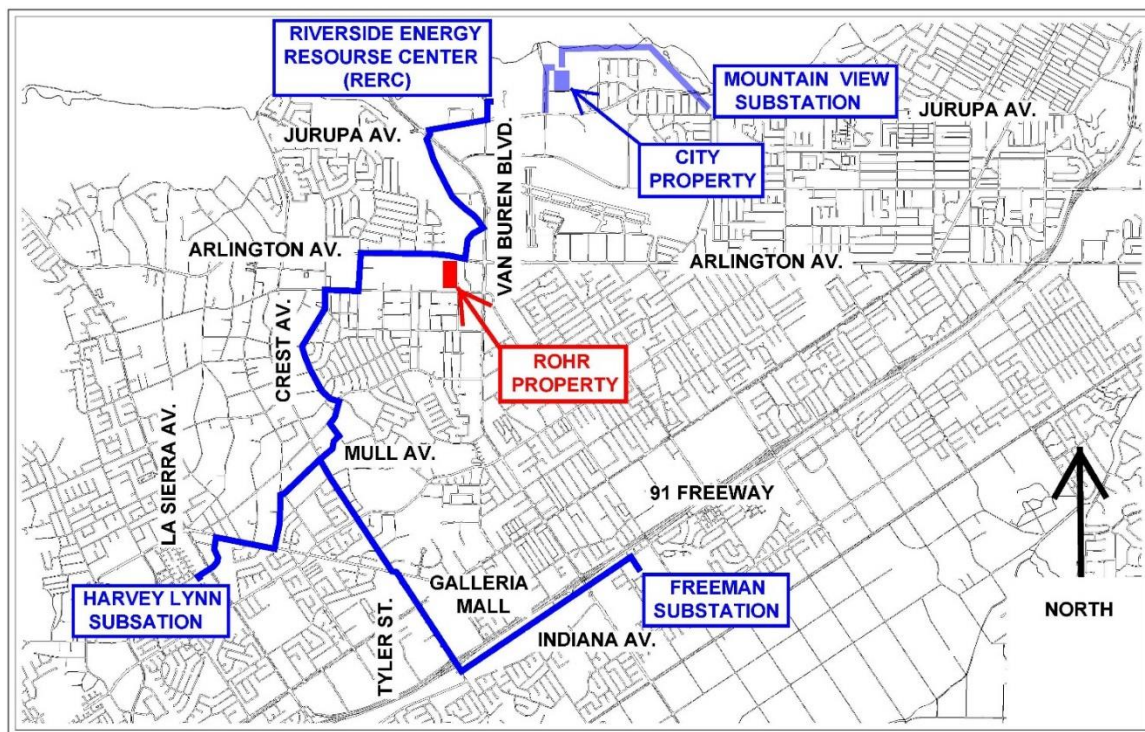 RIVERSIDE ENERGY
RESOURSE CENTER
(RERC)
MOUNTAIN VIEW
SUBSTATION
JURUPA AV.
JURUPA AV.
CITY
PROPERTY
VAN BUREN BLVD.
ARLINGTON AV.
ARLINGTON AV.
CREST AV.
ROHR
PROPERTY
LA SIERRA AV.
MULL AV.
91 FREEWAY
HARVEY LYNN
SUBSATION
TYLER ST.
GALLERIA
MALL
FREEMAN
SUBSTATION
INDIANA AV.
NORTH